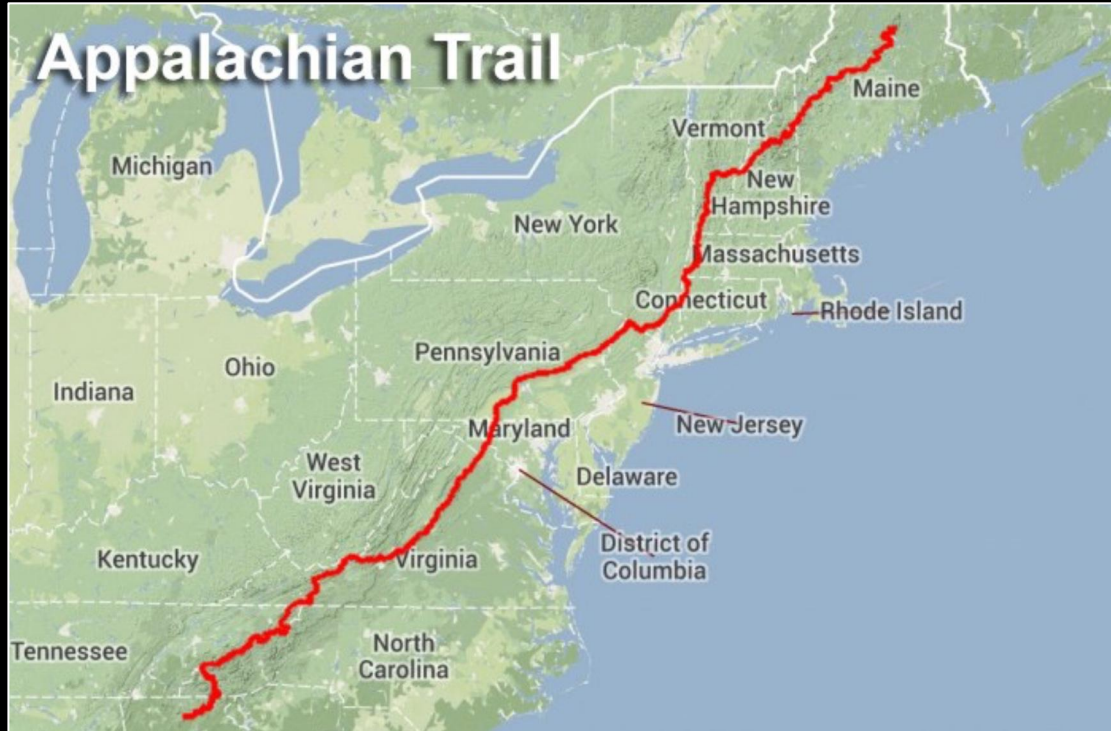 Appalachian Trail
Maine
Vermont
Michigan
New
Hampshire
New York
Massachusetts
Connecticut
Rhode Island
Pennsylvania
Ohio
Indiana
New Jersey
Maryland
West
Virginia
Delaware
District of
Columbia
Kentucky
Virginia
North
Carolina
Tennessee